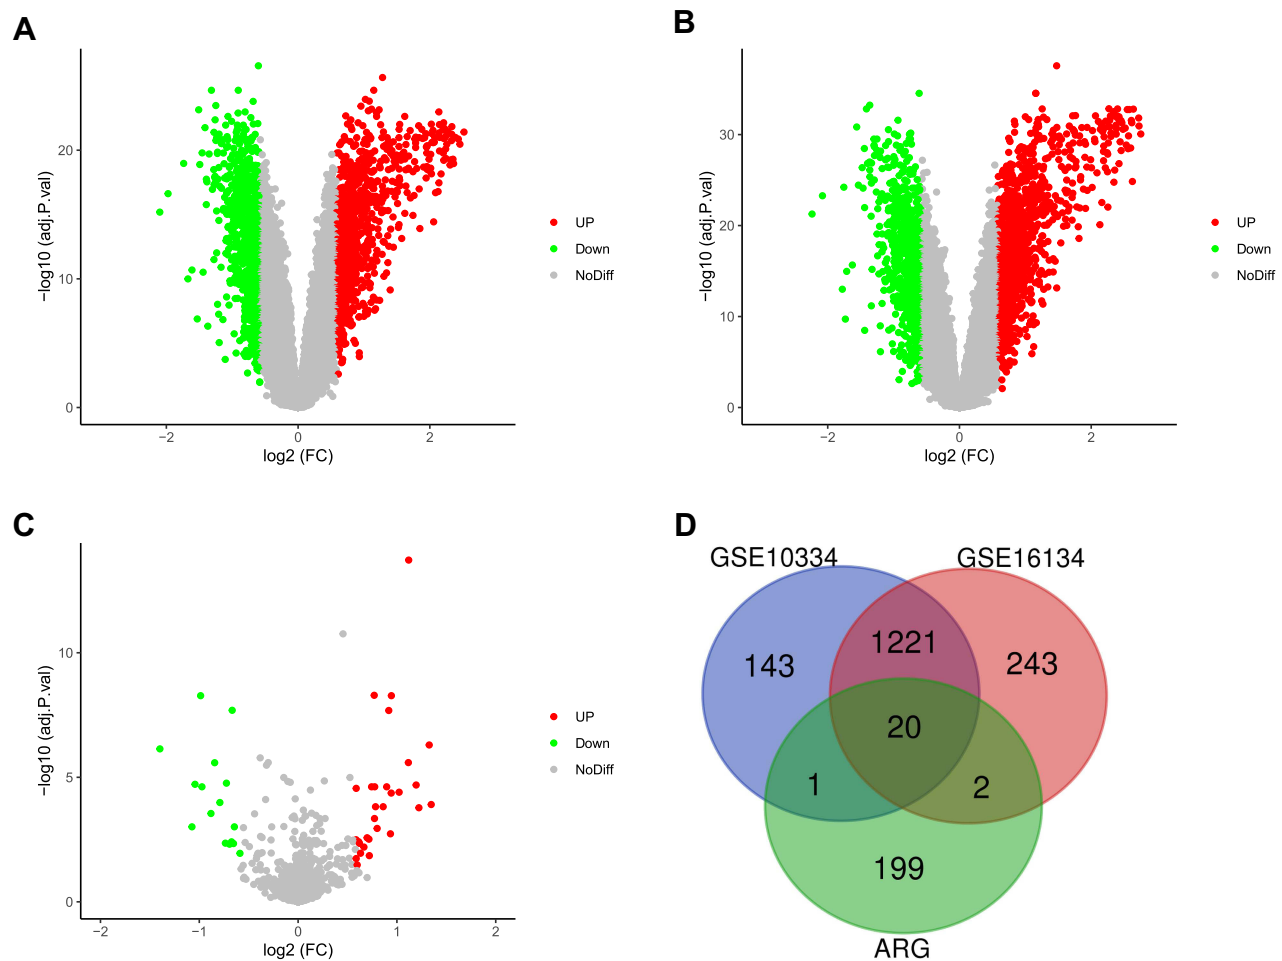 A
−log10 (adj.P.val)
20
10
0
−2
0
2
log2 (FC)
UP
Down
NoDiff
B
−log10 (adj.P.val)
30
20
10
0
−2
0
2
log2 (FC)
UP
Down
NoDiff
C
−log10 (adj.P.val)
10
5
0
−2
−1
0
1
2
log2 (FC)
UP
Down
NoDiff
D
GSE10334
GSE16134
143
1221
243
20
1
2
199
ARG